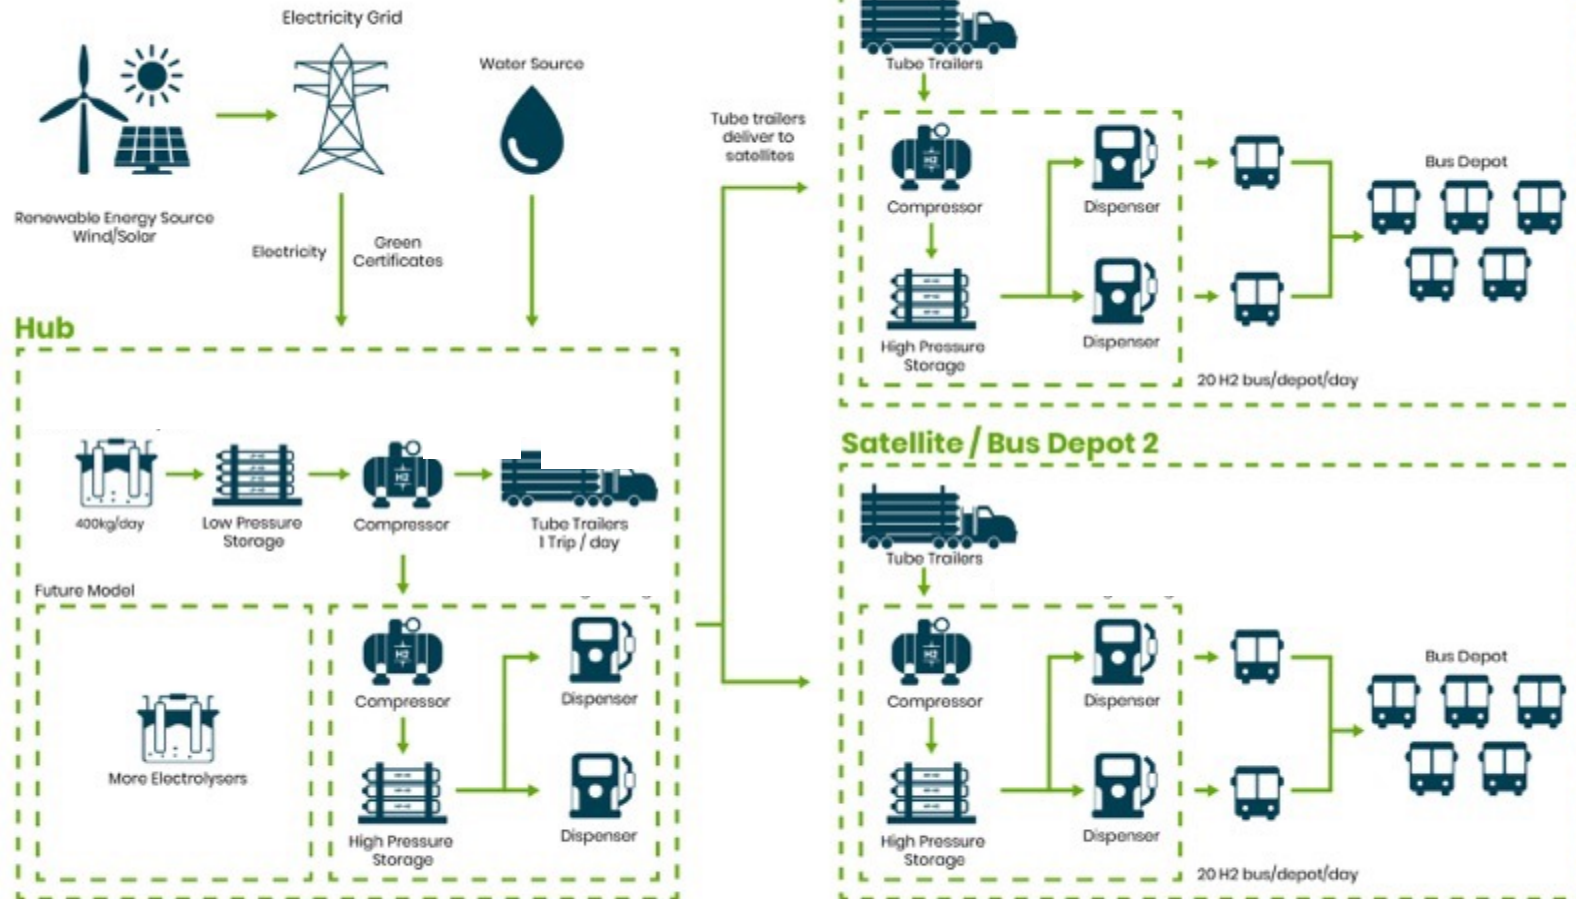 Electricity Grid
Water Source
Renewable Energy Source
Wind/Solar
Electricity
Green
Certificates
Hub
400kg/day
Low Pressure
Storage
Compressor
Tube Trailers
1 Trip / day
Future Model
More Electrolysers
H2
Compressor
High Pressure
Storage
Dispenser
Dispenser
Tube trailers
deliver to
satellites
Tube Trailers
H2
Compressor
High Pressure
Storage
Dispenser
Dispenser
Bus Depot
20 H2 bus/depot/day
Satellite / Bus Depot 2
Tube Trailers
H2
Compressor
High Pressure
Storage
Dispenser
Dispenser
Bus Depot
20 H2 bus/depot/day